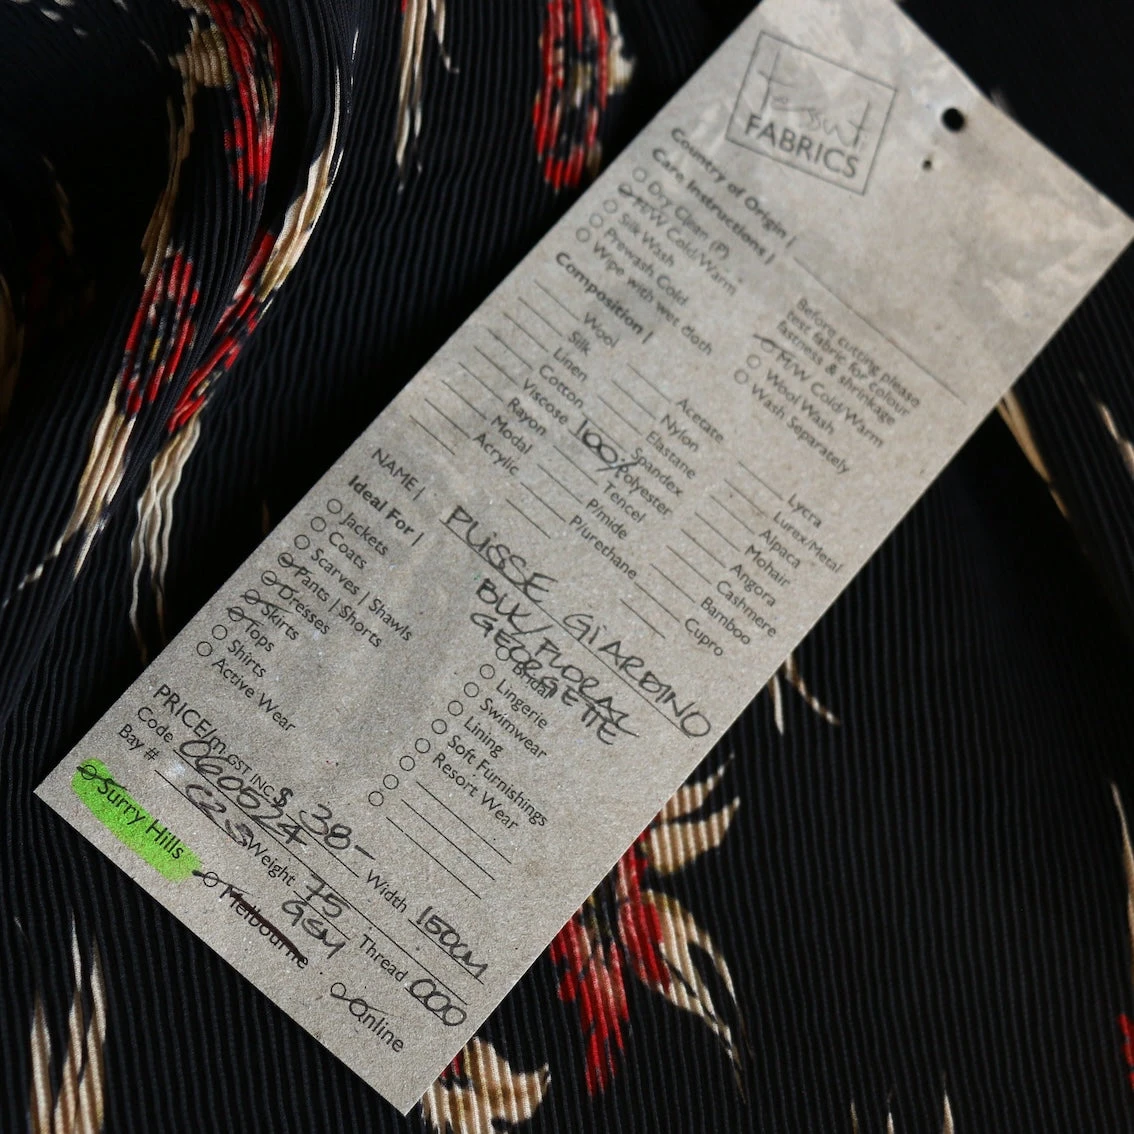 Tessuti
FABRICS
Country of Origin |
Care Instructions |
Dry Clean (P)
M/W Cold/Warm
Silk Wash
Prewash Cold
Wipe with wet cloth
Before cutting please
test fabric for colour
fastness & shrinkage
M/W Cold/Warm
Wool Wash
Wash Separately
Composition |
Wool
Silk
Linen
Cotton
Viscose
Rayon
Modal
Acrylic
Acetate
Nylon
Elastane
Spandex
100% Polyester
Tencel
P/mide
P/urethane
Lycra
Lurex/Metal
Alpaca
Mohair
Angora
Cashmere
Bamboo
Cupro
NAME | PLISSE GIARDINO
BLK/FLORAL
GEORGETTE
Ideal For |
Jackets
Coats
Scarves | Shawls
Pants | Shorts
Dresses
Skirts
Tops
Shirts
Active Wear
Bridal
Lingerie
Swimwear
Lining
Soft Furnishings
Resort Wear
PRICE/m GST INC $ 38-
Code 060534
Bay # C2
Width 150CM
Weight 75
GSM
Thread 000
Surry Hills
Melbourne
Online